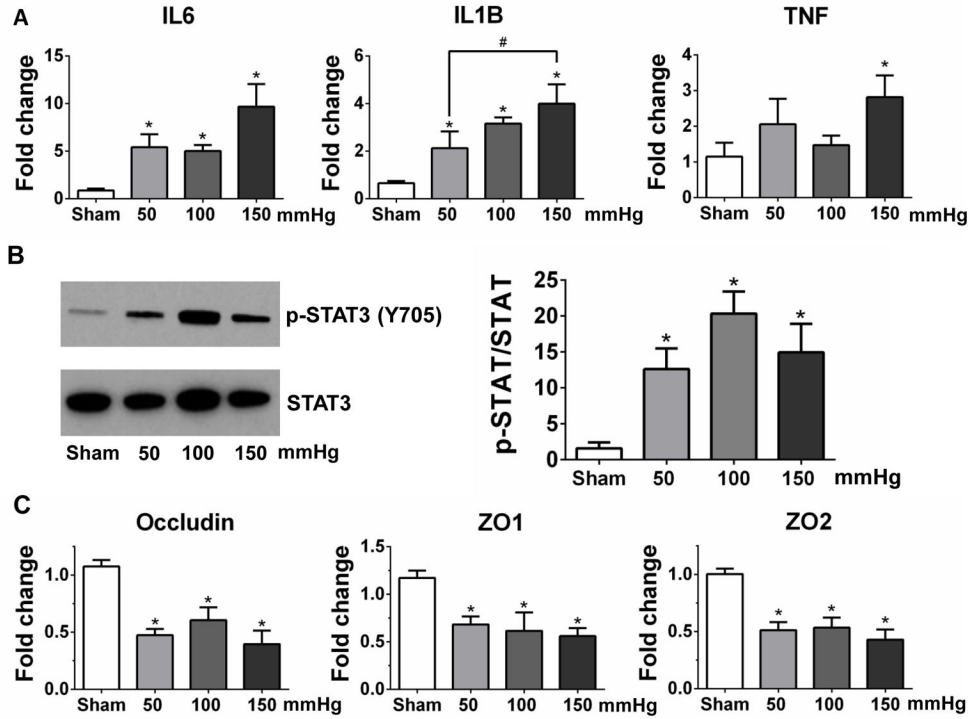 A
IL6
IL1B
TNF
Fold change
15
10
5
0
*
*
*
Sham 50 100 150 mmHg
Fold change
6
4
2
0
#
*
*
*
Sham 50 100 150 mmHg
Fold change
4
3
2
1
0
*
Sham 50 100 150 mmHg
B
p-STAT3 (Y705)
STAT3
Sham 50 100 150 mmHg
p-STAT/STAT
25
20
15
10
5
0
*
*
*
Sham 50 100 150 mmHg
C
Occludin
ZO1
ZO2
Fold change
1.0
0.5
0.0
*
*
*
Sham 50 100 150 mmHg
Fold change
1.5
1.0
0.5
0.0
*
*
*
Sham 50 100 150 mmHg
Fold change
1.0
0.5
0.0
*
*
*
Sham 50 100 150 mmHg